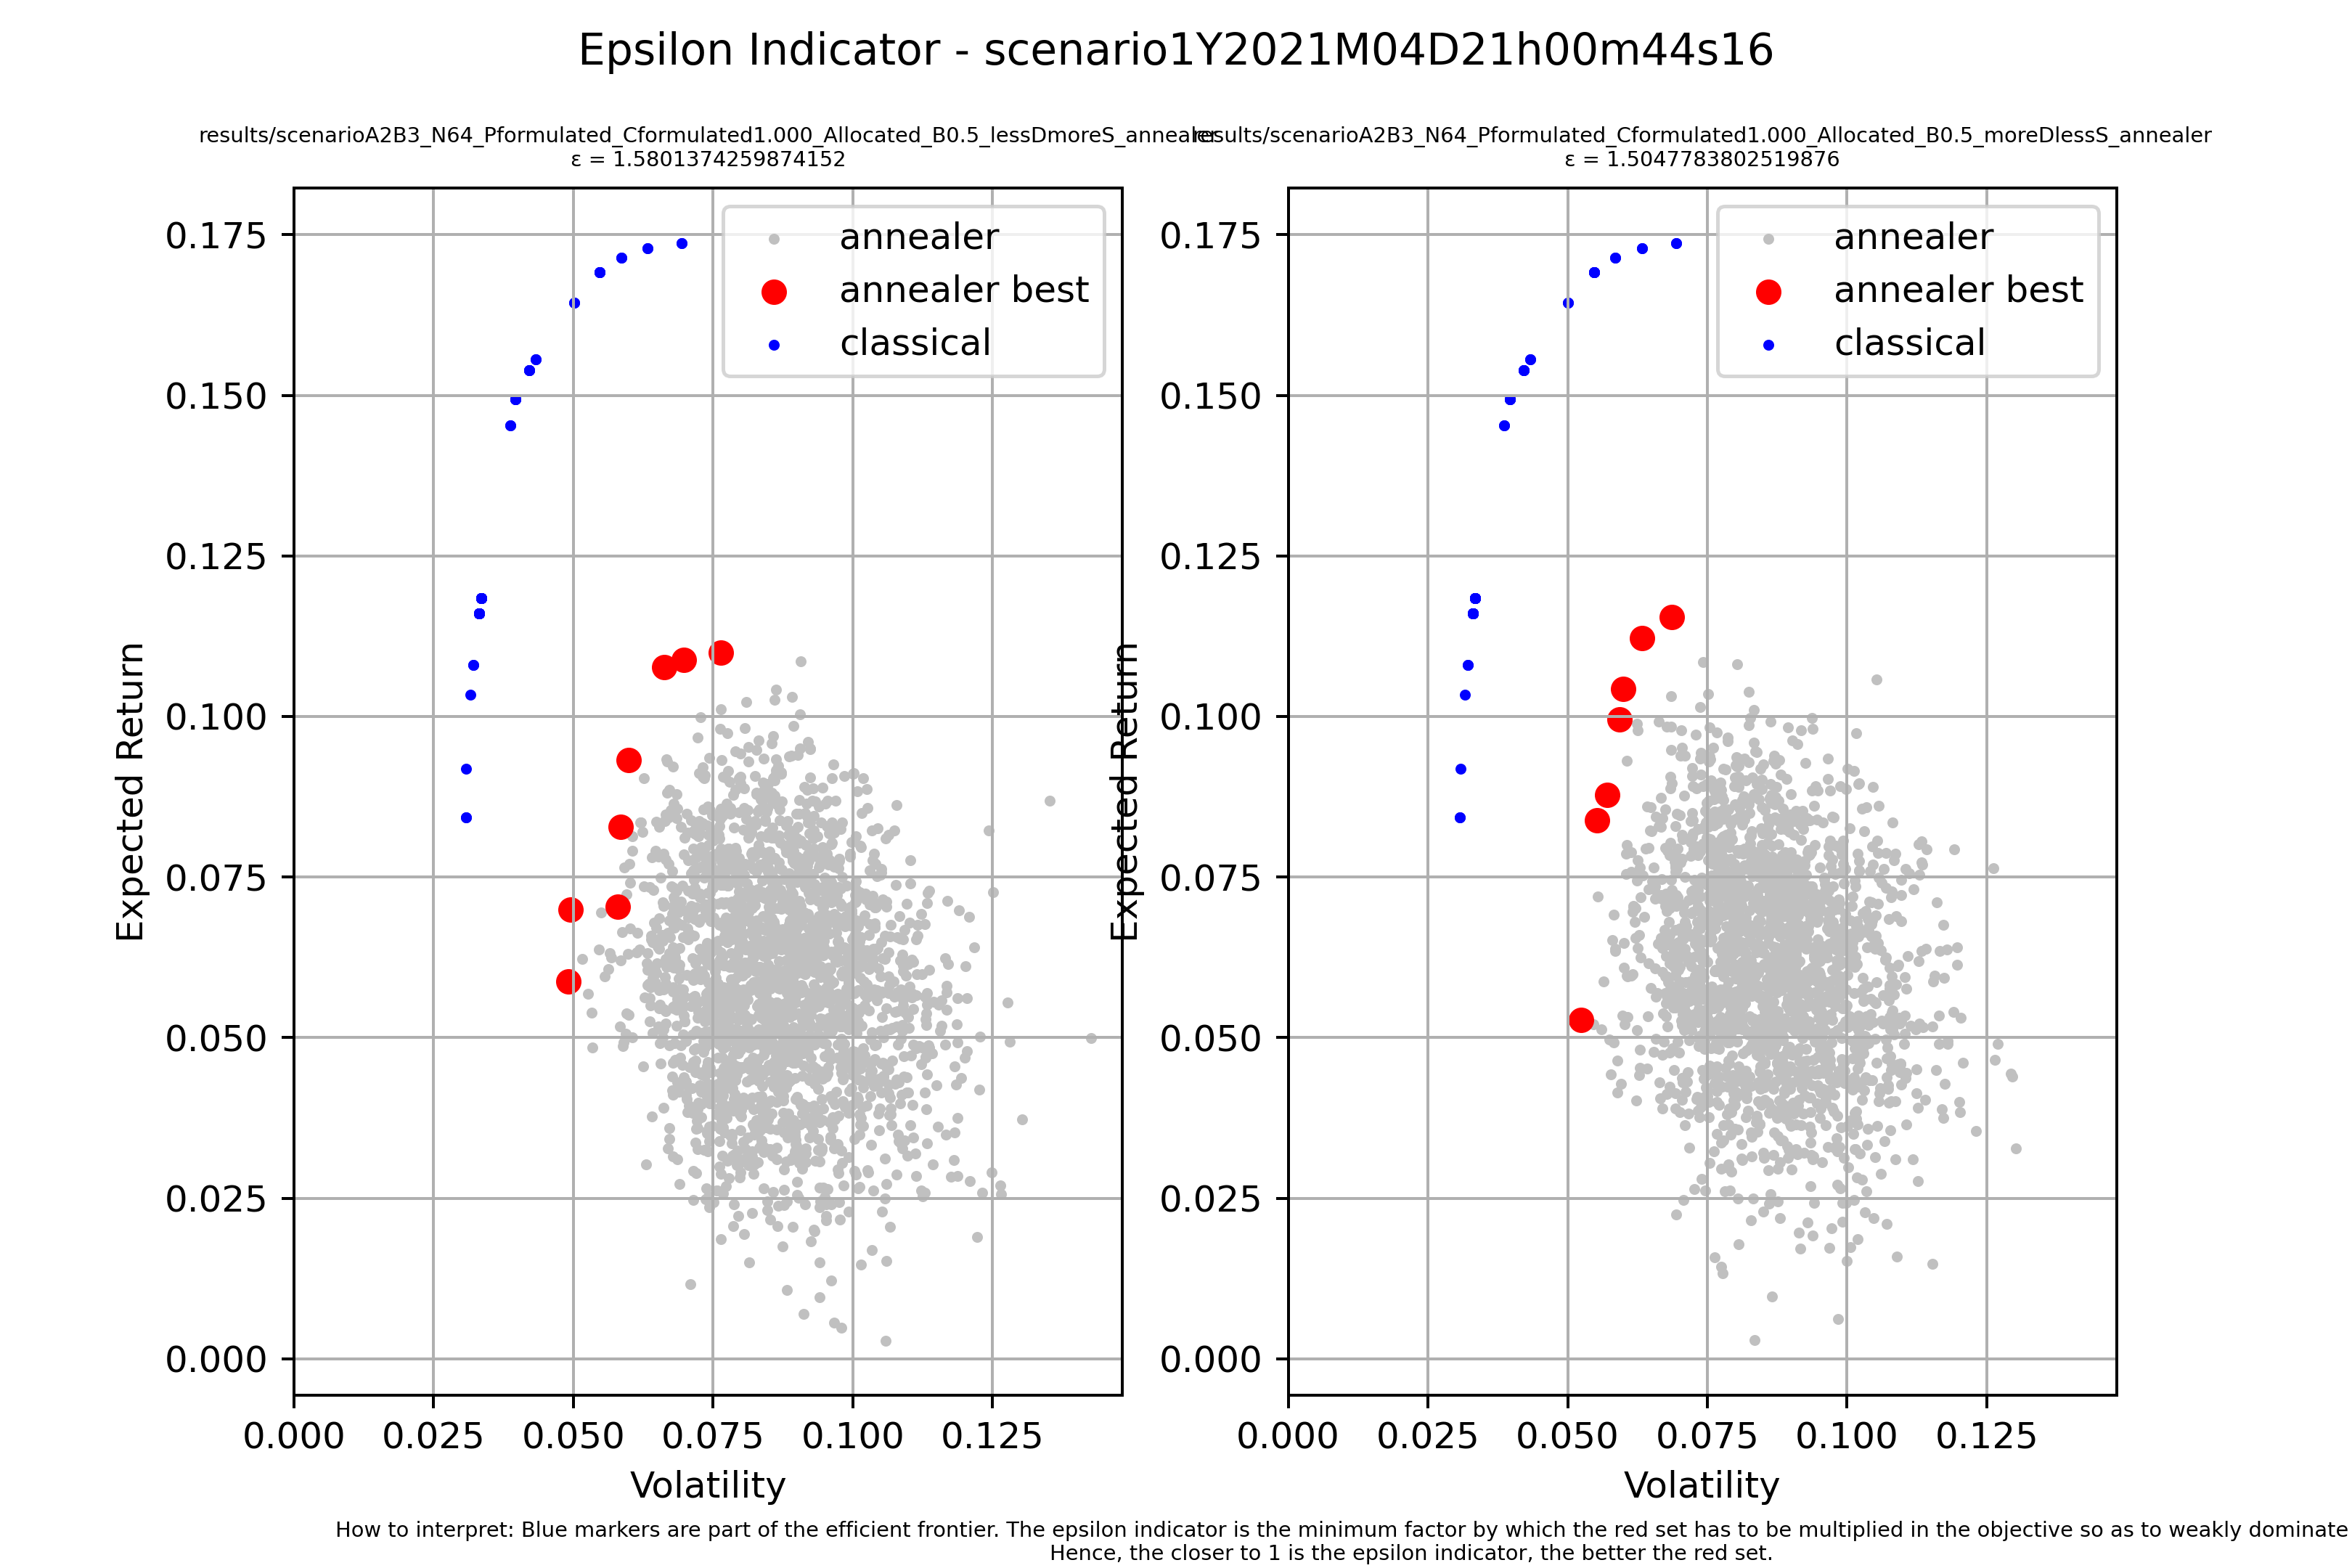 Epsilon Indicator - scenario1Y2021M04D21h00m44s16
results/scenarioA2B3_N64_Pformulated_Cformulated1.000_Allocated_B0.5_lessDmoreS_annealer
ε = 1.5801374259874152
0.175
0.150
0.125
0.100
0.075
0.050
0.025
0.000
Expected Return
annealer
annealer best
classical
0.000 0.025 0.050 0.075 0.100 0.125
Volatility
results/scenarioA2B3_N64_Pformulated_Cformulated1.000_Allocated_B0.5_moreDlessS_annealer
ε = 1.5047783802519876
0.175
0.150
0.125
0.100
0.075
0.050
0.025
0.000
Expected Return
annealer
annealer best
classical
0.000 0.025 0.050 0.075 0.100 0.125
Volatility
How to interpret: Blue markers are part of the efficient frontier. The epsilon indicator is the minimum factor by which the red set has to be multiplied in the objective so as to weakly dominate
Hence, the closer to 1 is the epsilon indicator, the better the red set.